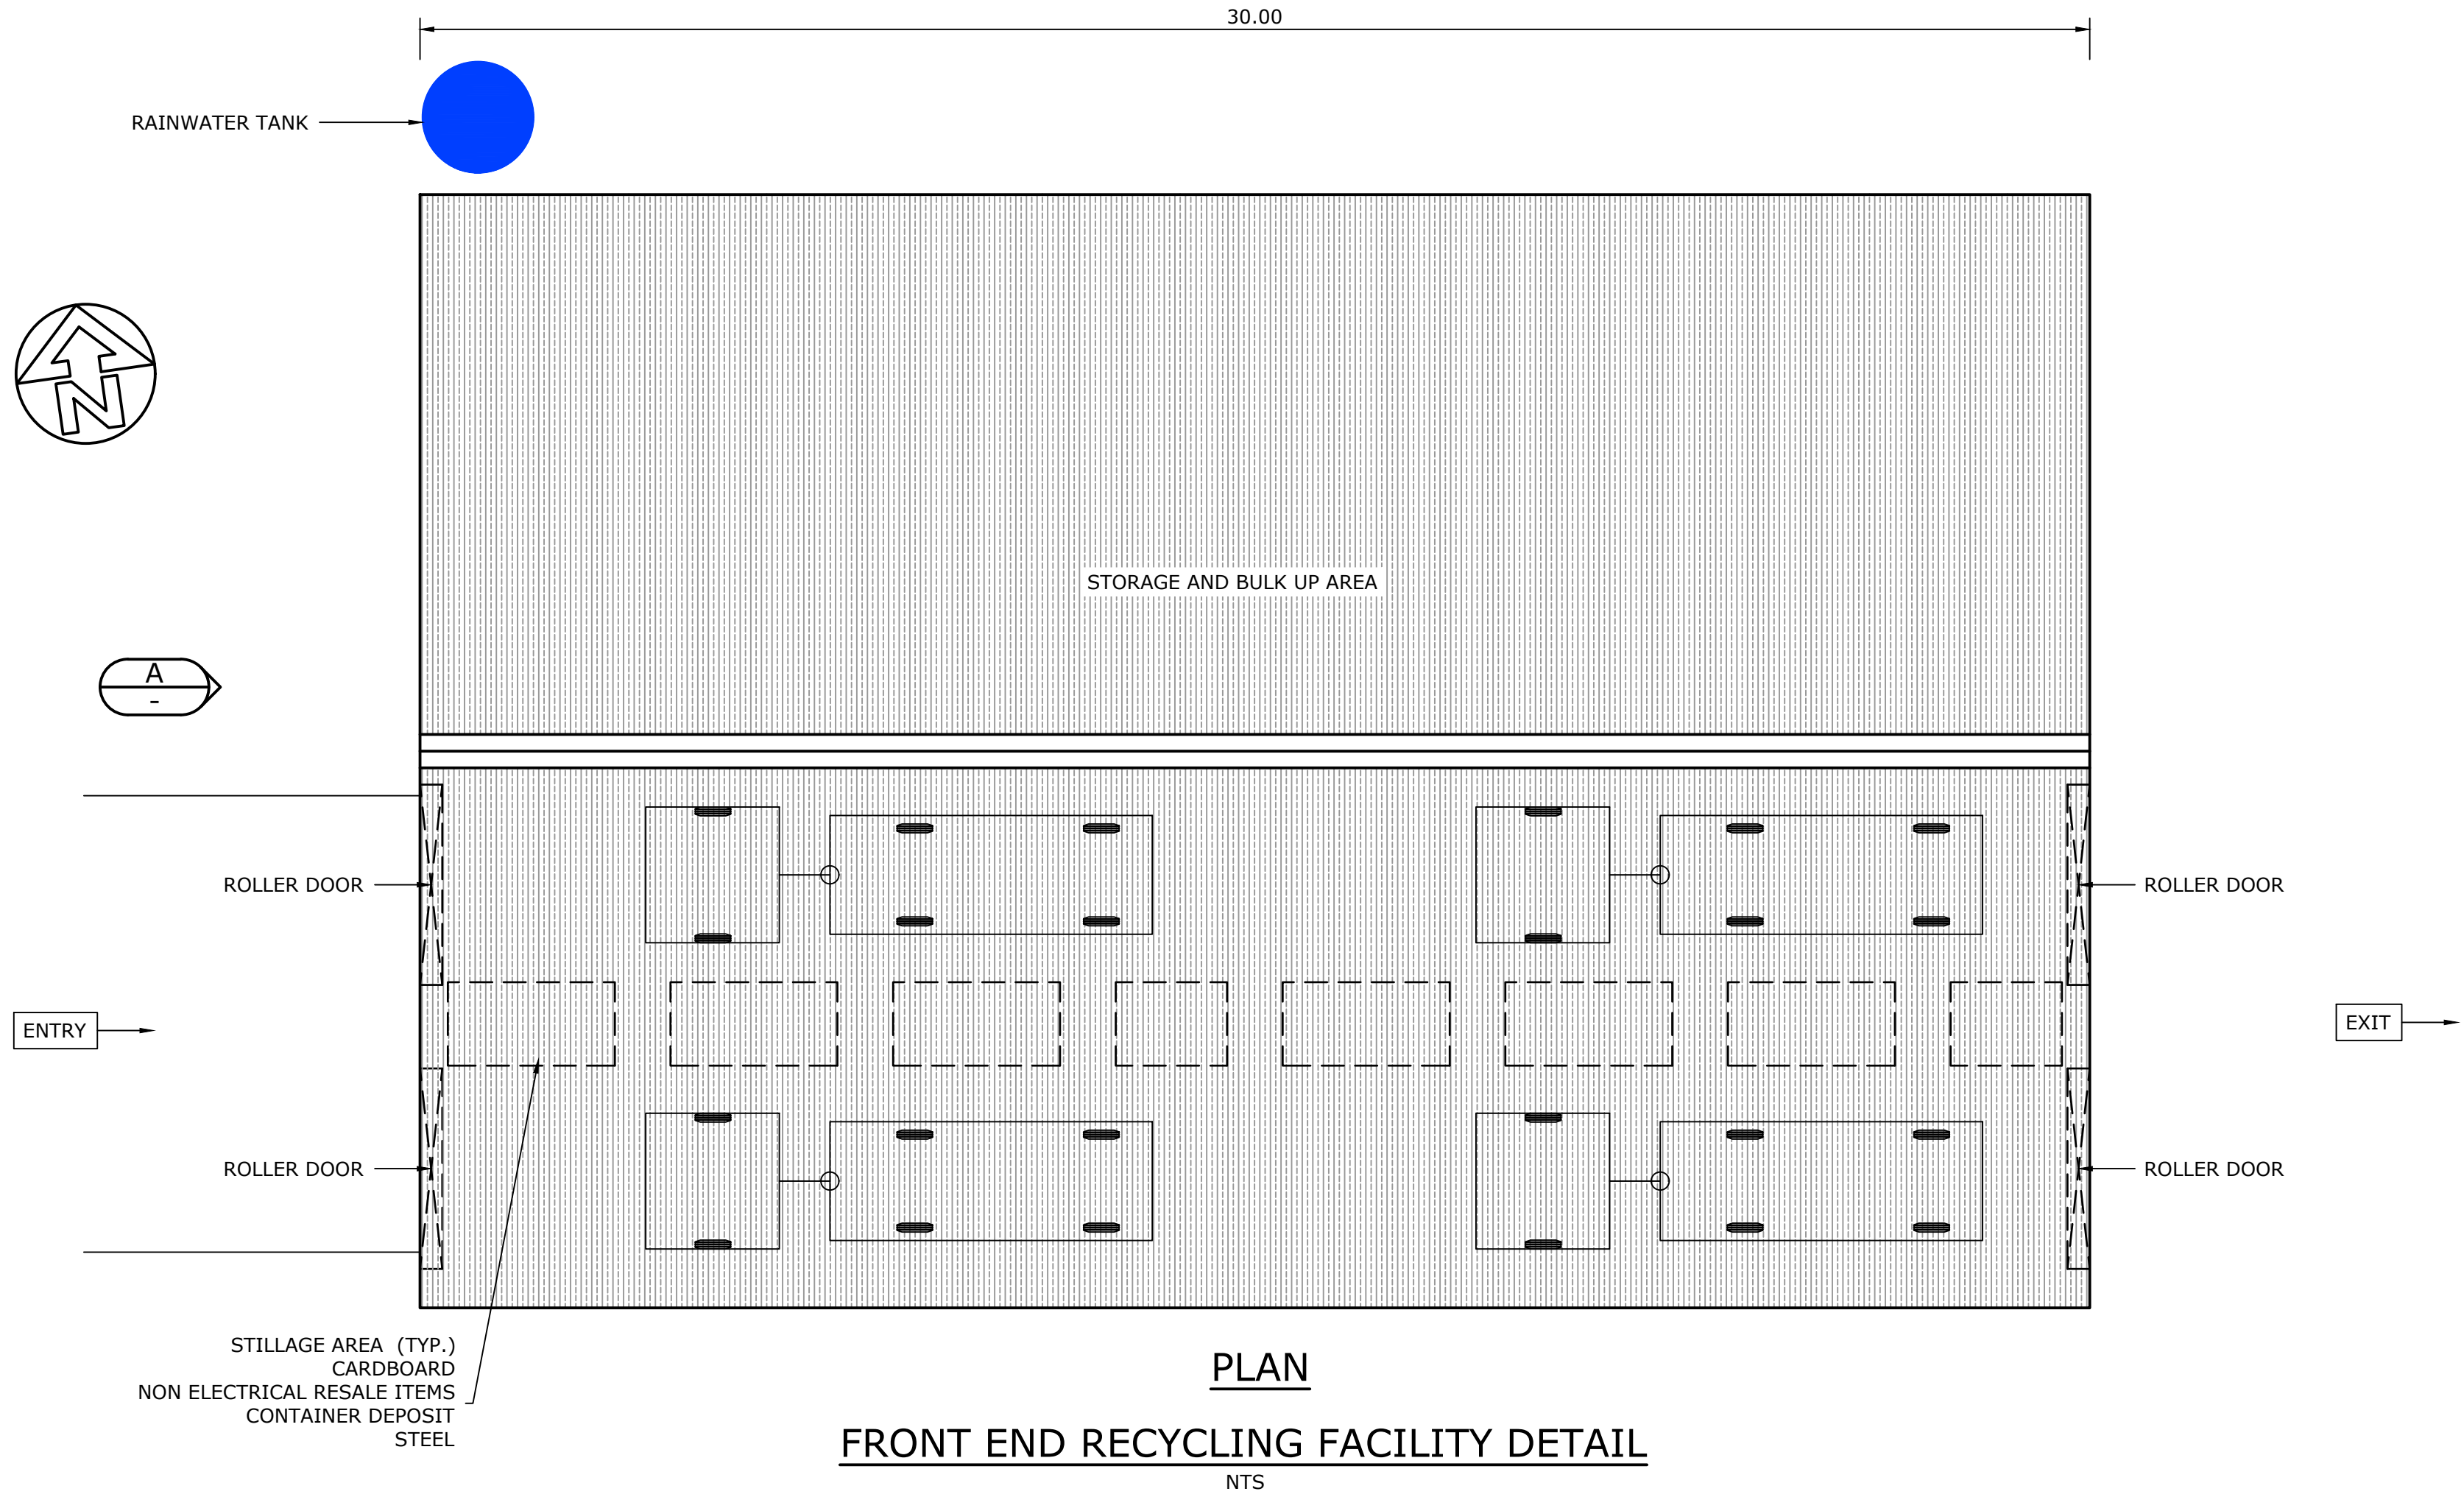 30.00
RAINWATER TANK
N
STORAGE AND BULK UP AREA
A
-
ROLLER DOOR
ROLLER DOOR
ENTRY
EXIT
ROLLER DOOR
ROLLER DOOR
STILLAGE AREA (TYP.)
CARDBOARD
NON ELECTRICAL RESALE ITEMS
CONTAINER DEPOSIT
STEEL
PLAN
FRONT END RECYCLING FACILITY DETAIL
NTS